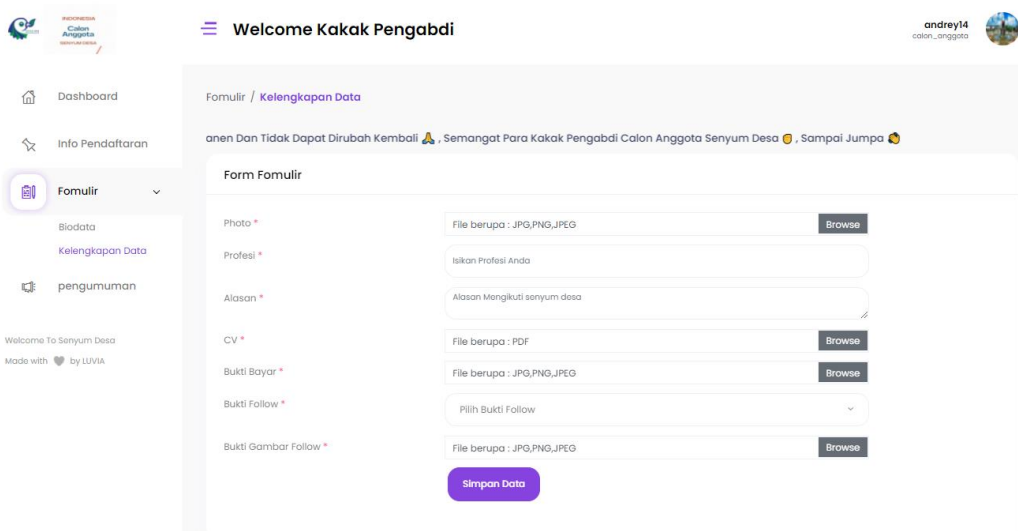 INDONESIA
Calon
Anggota
SENYUM DESA
Welcome Kakak Pengabdi
andrey14
calon_anggota
Dashboard
Info Pendaftaran
Fomulir
Biodata
Kelengkapan Data
pengumuman
Welcome To Senyum Desa
Made with 🖤 by LUVIA
Fomulir / Kelengkapan Data
anen Dan Tidak Dapat Dirubah Kembali 🙏 , Semangat Para Kakak Pengabdi Calon Anggota Senyum Desa ✊ , Sampai Jumpa 👏
Form Fomulir
Photo * File berupa : JPG,PNG,JPEG Browse
Profesi * Isikan Profesi Anda
Alasan * Alasan Mengikuti senyum desa
CV * File berupa : PDF Browse
Bukti Bayar * File berupa : JPG,PNG,JPEG Browse
Bukti Follow * Pilih Bukti Follow
Bukti Gambar Follow * File berupa : JPG,PNG,JPEG Browse
Simpan Data